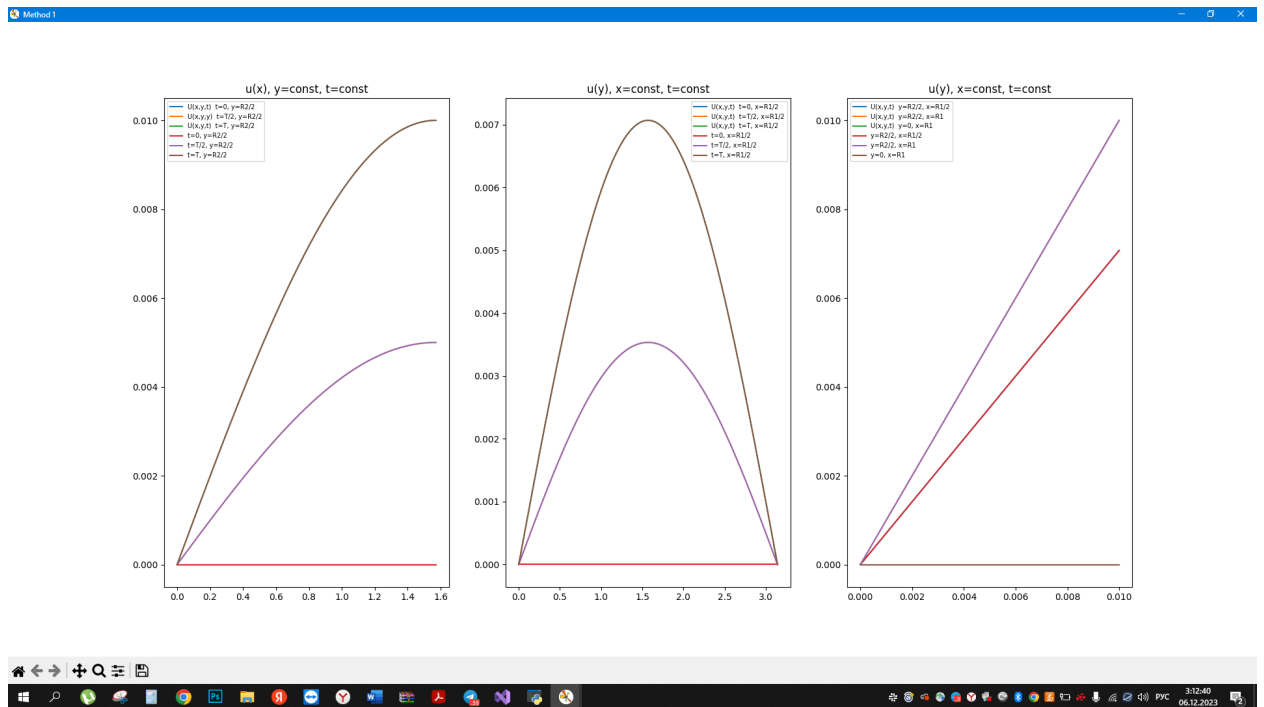 Method 1
u(x), y=const, t=const
U(x,y,t) t=0, y=R2/2
U(x,y,y) t=T/2, y=R2/2
U(x,y,t) t=T, y=R2/2
t=0, y=R2/2
t=T/2, y=R2/2
t=T, y=R2/2
0.010
0.008
0.006
0.004
0.002
0.000
0.0 0.2 0.4 0.6 0.8 1.0 1.2 1.4 1.6
u(y), x=const, t=const
U(x,y,t) t=0, x=R1/2
U(x,y,t) t=T/2, x=R1/2
U(x,y,t) t=T, x=R1/2
t=0, x=R1/2
t=T/2, x=R1/2
t=T, x=R1/2
0.007
0.006
0.005
0.004
0.003
0.002
0.001
0.000
0.0 0.5 1.0 1.5 2.0 2.5 3.0
u(y), x=const, t=const
U(x,y,t) y=R2/2, x=R1/2
U(x,y,t) y=R2/2, x=R1
U(x,y,t) y=0, x=R1
y=R2/2, x=R1/2
y=R2/2, x=R1
y=0, x=R1
0.010
0.008
0.006
0.004
0.002
0.000
0.000 0.002 0.004 0.006 0.008 0.010
Ps
РУС
3:12:40
06.12.2023
2